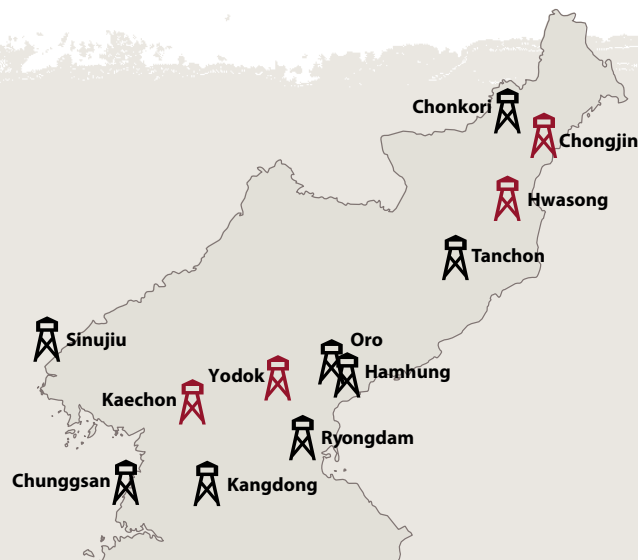 Chonkori
Chongjin
Hwasong
Tanchon
Sinujiu
Oro
Yodok
Hamhung
Kaechon
Ryongdam
Chunggsan
Kangdong